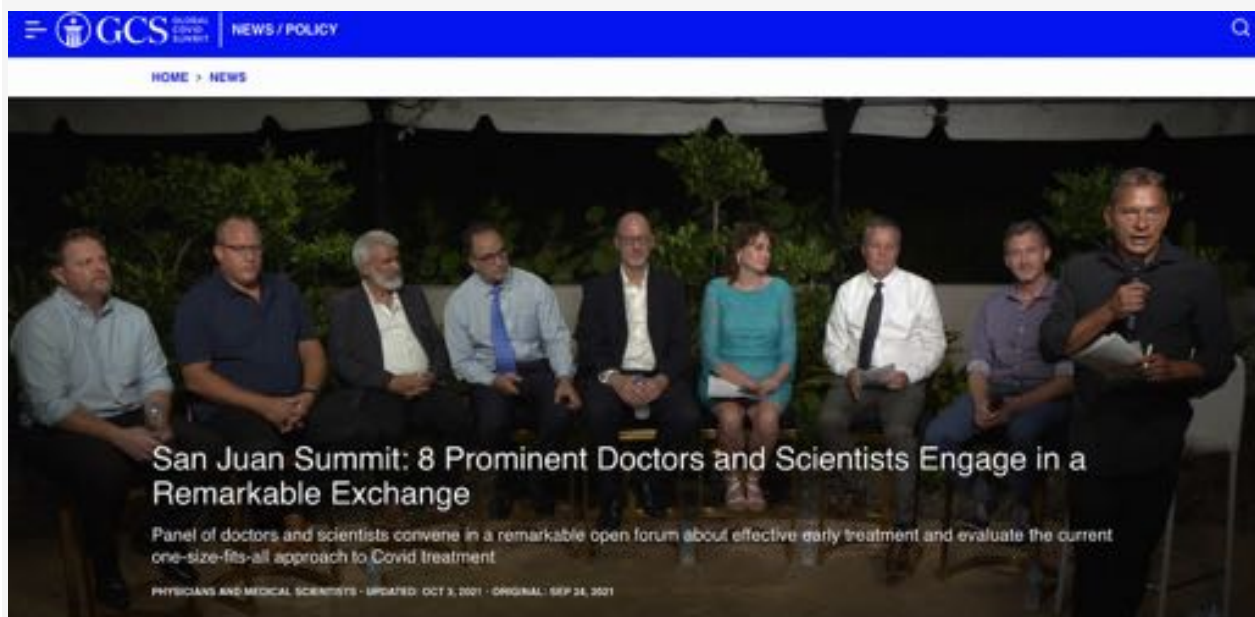 GCS GLOBAL COVID SUMMIT NEWS / POLICY
HOME > NEWS
San Juan Summit: 8 Prominent Doctors and Scientists Engage in a
Remarkable Exchange
Panel of doctors and scientists convene in a remarkable open forum about effective early treatment and evaluate the current
one-size-fits-all approach to Covid treatment
PHYSICIANS AND MEDICAL SCIENTISTS - UPDATED: OCT 3, 2021 - ORIGINAL: SEP 24, 2021